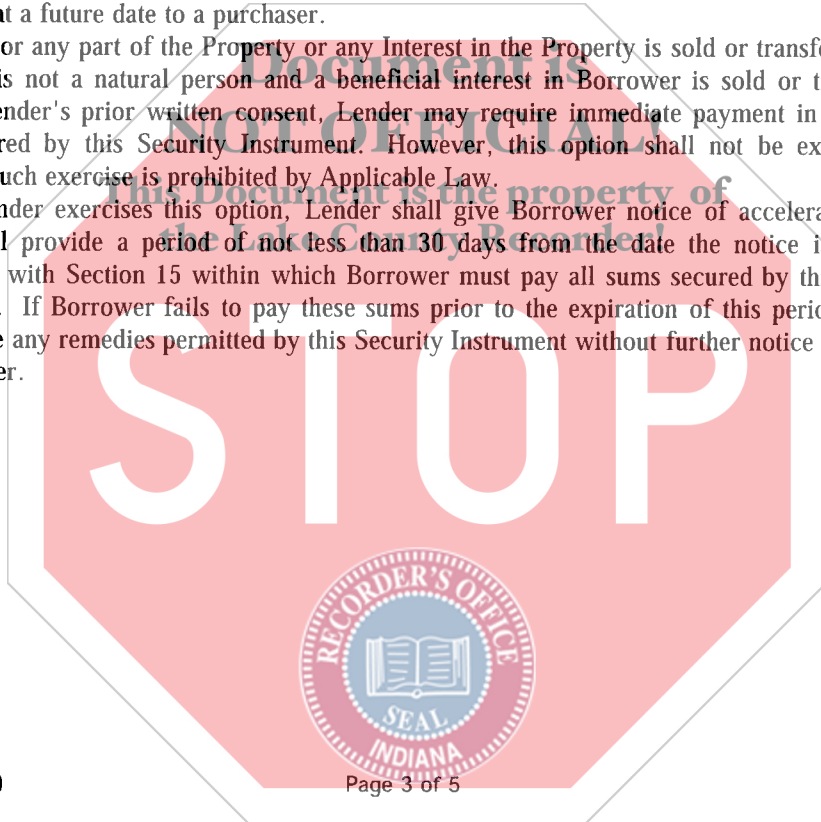 at a future date to a purchaser.
or any part of the Property or any Interest in the Property is sold or transf
Document is
is not a natural person and a beneficial interest in Borrower is sold or t
ender's prior written consent, Lender may require immediate payment in
NOT OFFICIAL!
red by this Security Instrument. However, this option shall not be ex
uch exercise is prohibited by Applicable Law.
This Document is the property of
nder exercises this option, Lender shall give Borrower notice of accelera
the Lake County Recorder!
l provide a period of not less than 30 days from the date the notice i
with Section 15 within which Borrower must pay all sums secured by th
. If Borrower fails to pay these sums prior to the expiration of this perio
e any remedies permitted by this Security Instrument without further notice
er.
STOP
RECORDER'S OFFICE
SEAL
INDIANA
)
Page 3 of 5